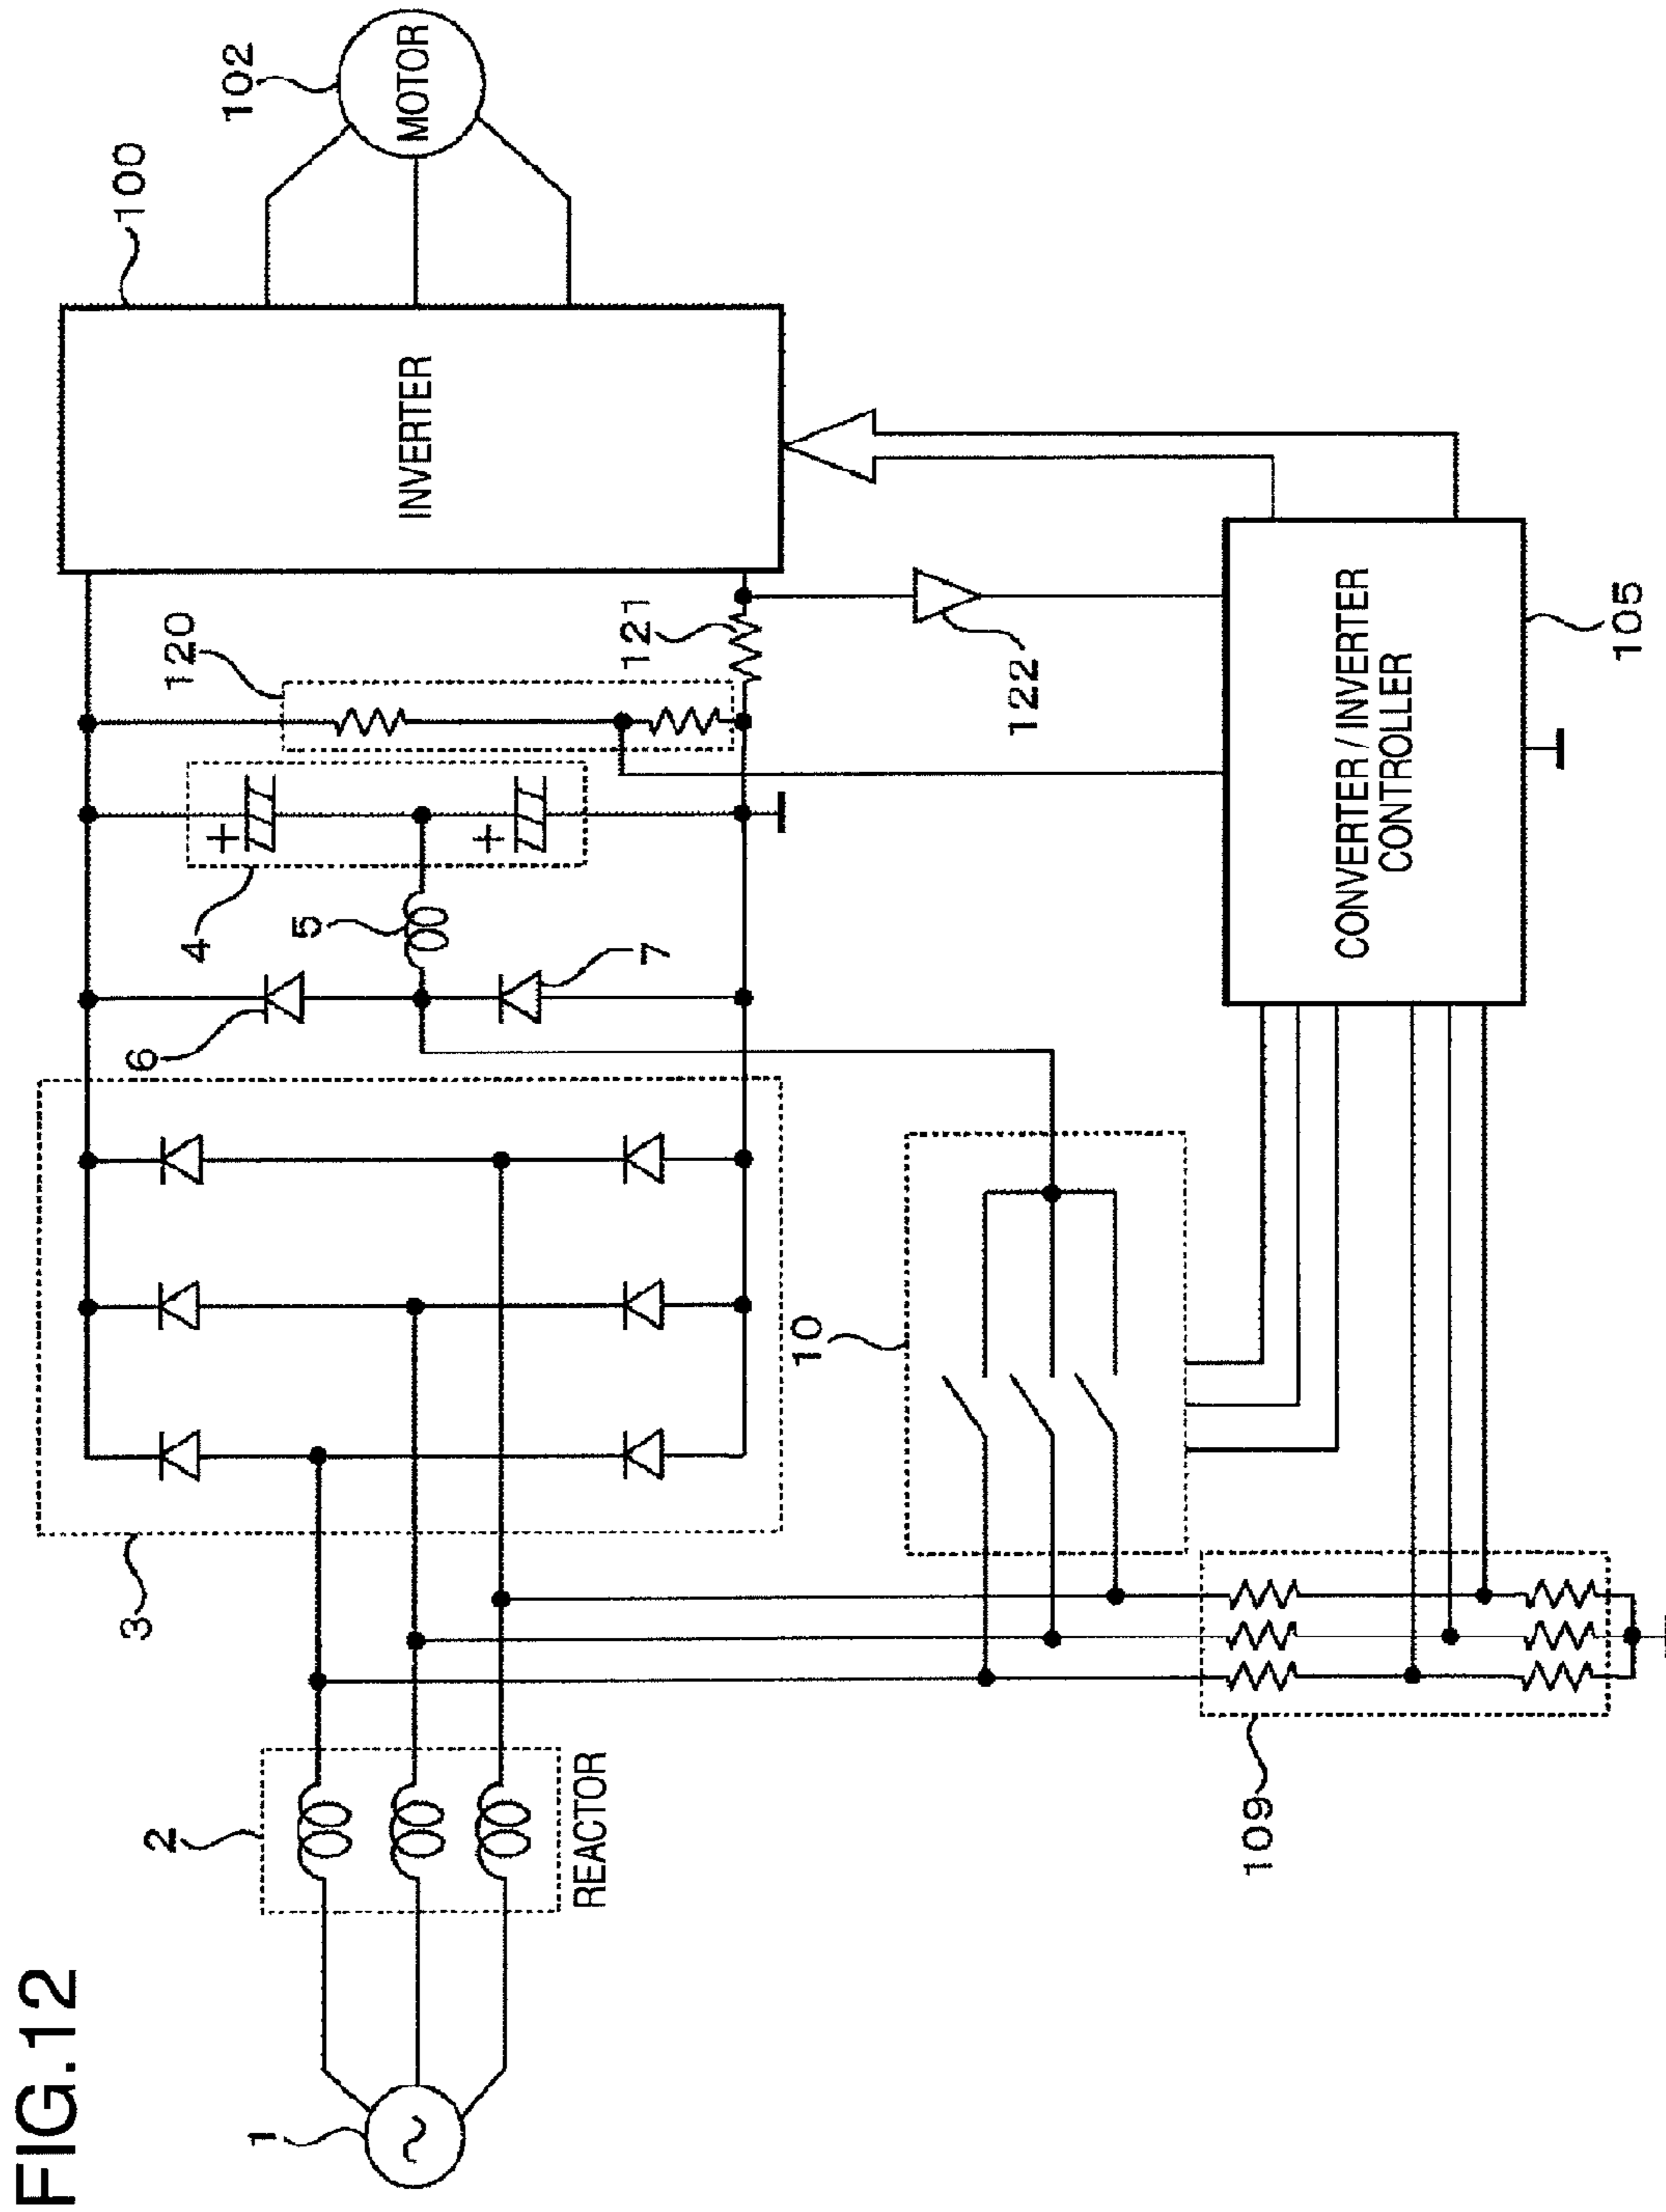 FIG.12
1
2
REACTOR
3
6
4
5
7
120
121
100
INVERTER
102
MOTOR
10
122
109
CONVERTER / INVERTER
CONTROLLER
105